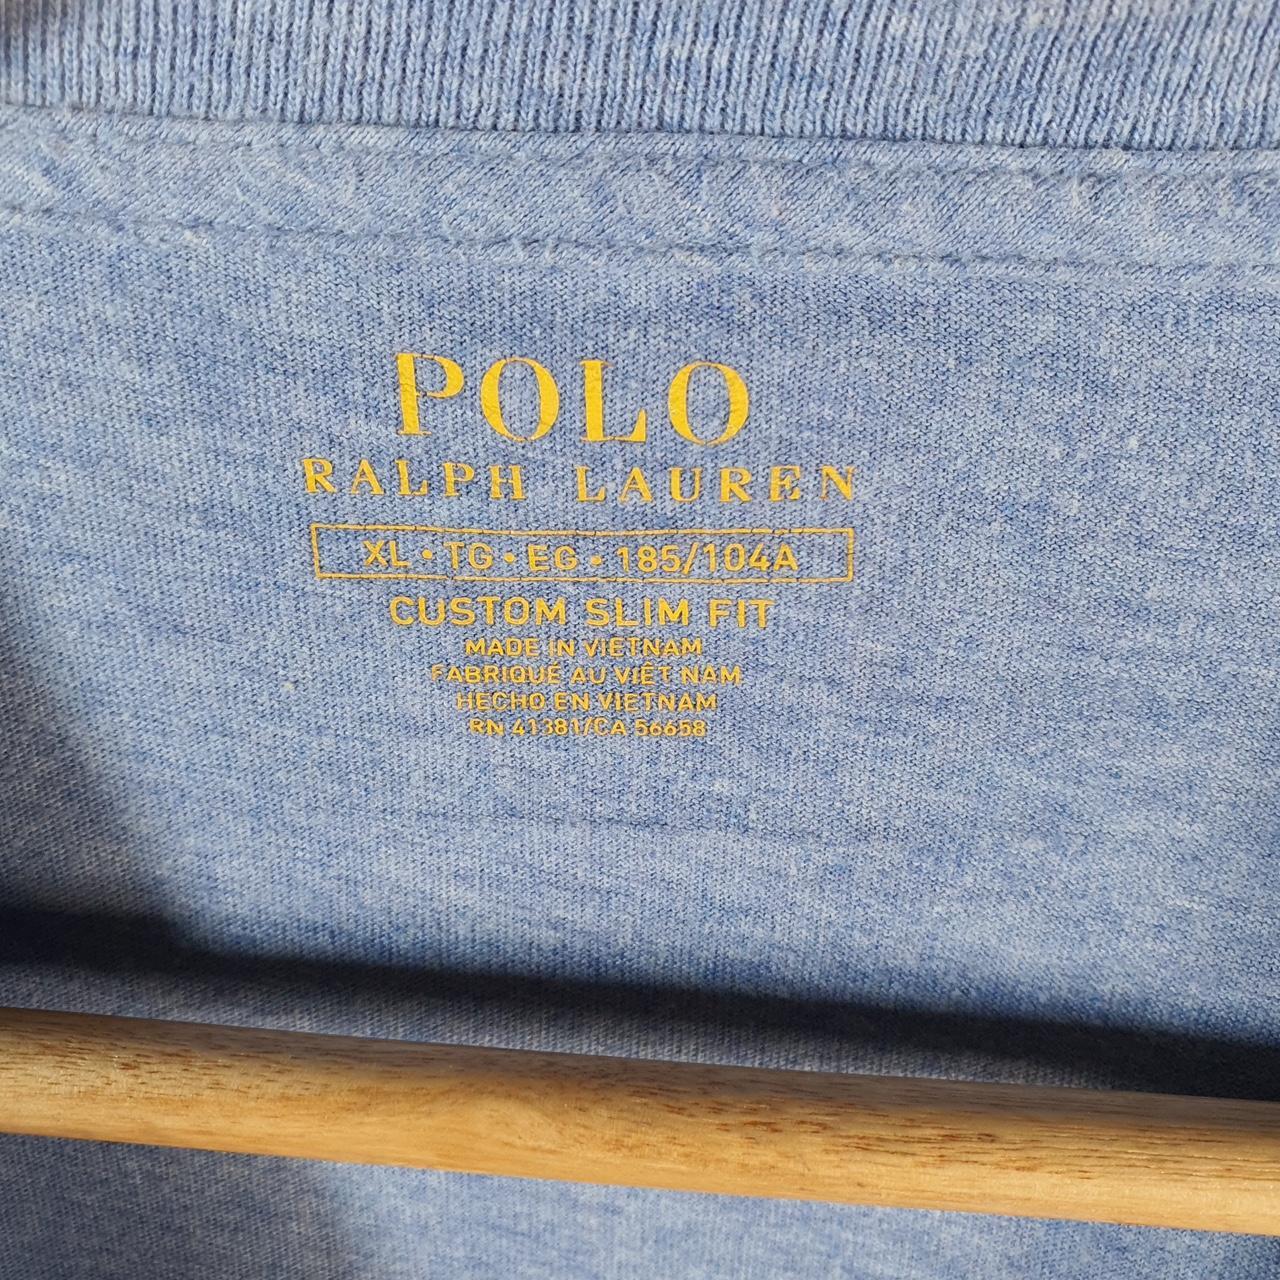 POLO
RALPH LAUREN
XL • TG • EG • 185/104A
CUSTOM SLIM FIT
MADE IN VIETNAM
FABRIQUÉ AU VIÊT NAM
HECHO EN VIETNAM
RN 41381/CA 56658